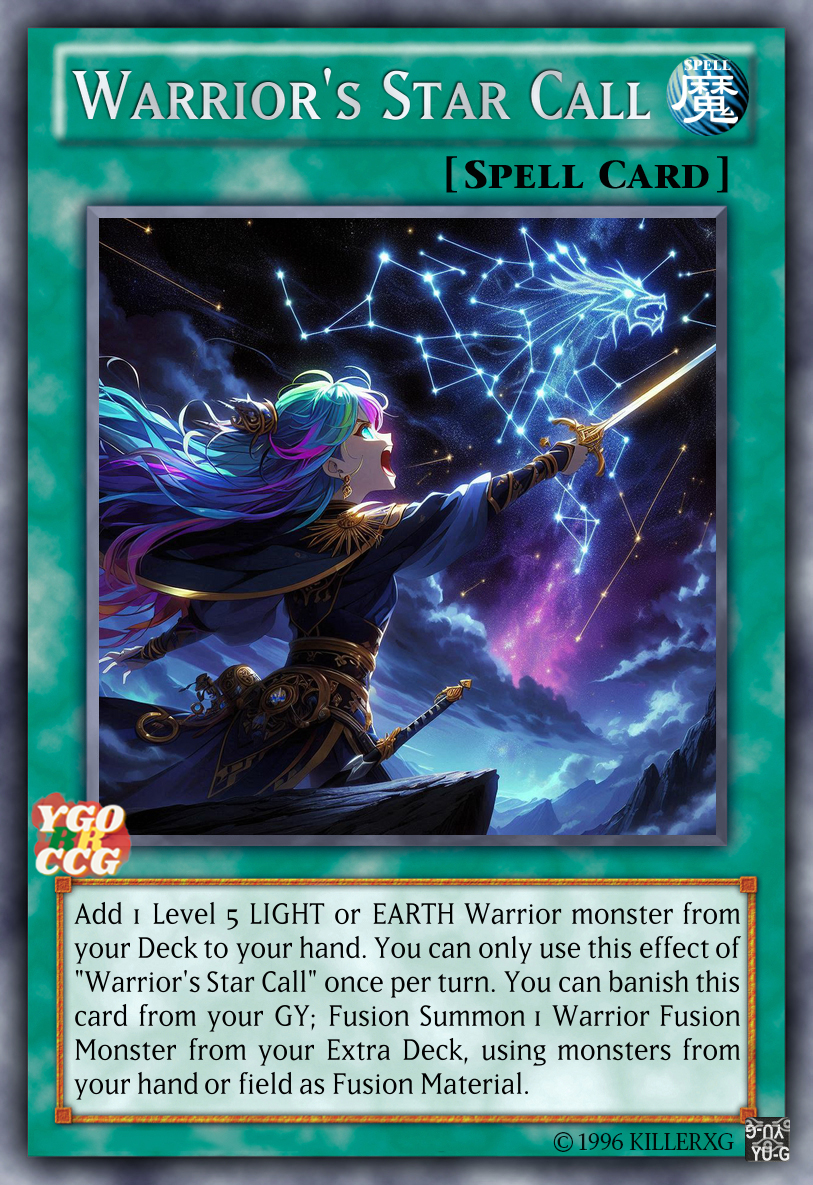 Warrior's Star Call
SPELL
魔
[Spell Card]
YGO
BR
CCG
Add 1 Level 5 LIGHT or EARTH Warrior monster from
your Deck to your hand. You can only use this effect of
"Warrior's Star Call" once per turn. You can banish this
card from your GY; Fusion Summon 1 Warrior Fusion
Monster from your Extra Deck, using monsters from
your hand or field as Fusion Material.
© 1996 KILLERXG
YU-G